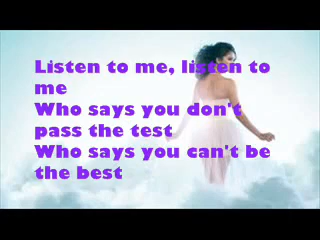 Listen to me, listen to
me
Who says you don't
pass the test
Who says you can't be
the best